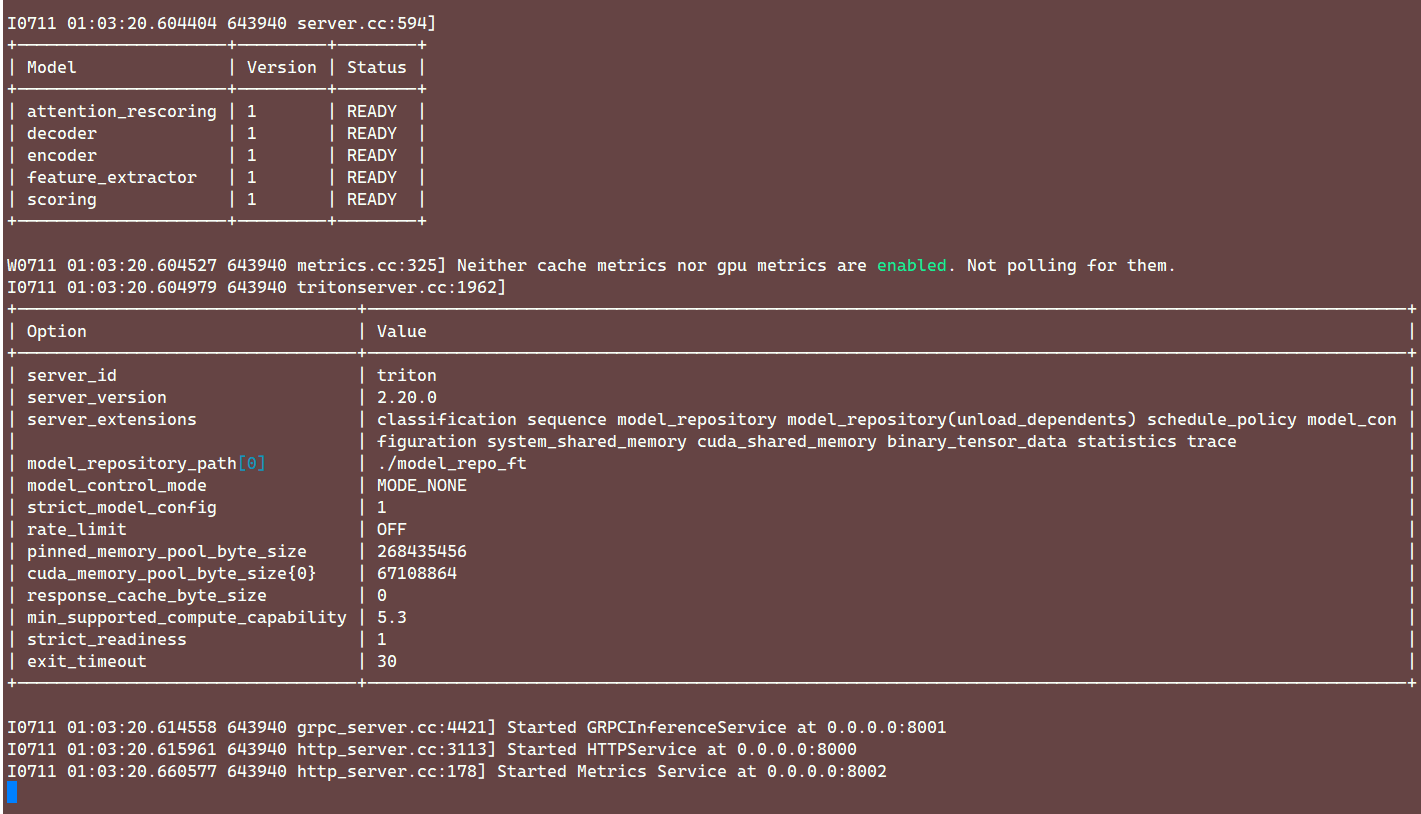 I0711 01:03:20.604404 643940 server.cc:594]
+---------------------+---------+--------+
| Model               | Version | Status |
+---------------------+---------+--------+
| attention_rescoring | 1       | READY  |
| decoder             | 1       | READY  |
| encoder             | 1       | READY  |
| feature_extractor   | 1       | READY  |
| scoring             | 1       | READY  |
+---------------------+---------+--------+
W0711 01:03:20.604527 643940 metrics.cc:325] Neither cache metrics nor gpu metrics are enabled. Not polling for them.
I0711 01:03:20.604979 643940 tritonserver.cc:1962]
+----------------------------------+--------------------------------------------------------------------------------------------------------+
| Option                           | Value                                                                                                  |
+----------------------------------+--------------------------------------------------------------------------------------------------------+
| server_id                        | triton                                                                                                 |
| server_version                   | 2.20.0                                                                                                 |
| server_extensions                | classification sequence model_repository model_repository(unload_dependents) schedule_policy model_con |
|                                  | figuration system_shared_memory cuda_shared_memory binary_tensor_data statistics trace                 |
| model_repository_path[0]         | ./model_repo_ft                                                                                        |
| model_control_mode               | MODE_NONE                                                                                              |
| strict_model_config              | 1                                                                                                      |
| rate_limit                       | OFF                                                                                                    |
| pinned_memory_pool_byte_size     | 268435456                                                                                              |
| cuda_memory_pool_byte_size{0}    | 67108864                                                                                               |
| response_cache_byte_size         | 0                                                                                                      |
| min_supported_compute_capability | 5.3                                                                                                    |
| strict_readiness                 | 1                                                                                                      |
| exit_timeout                     | 30                                                                                                     |
+----------------------------------+--------------------------------------------------------------------------------------------------------+
I0711 01:03:20.614558 643940 grpc_server.cc:4421] Started GRPCInferenceService at 0.0.0.0:8001
I0711 01:03:20.615961 643940 http_server.cc:3113] Started HTTPService at 0.0.0.0:8000
I0711 01:03:20.660577 643940 http_server.cc:178] Started Metrics Service at 0.0.0.0:8002